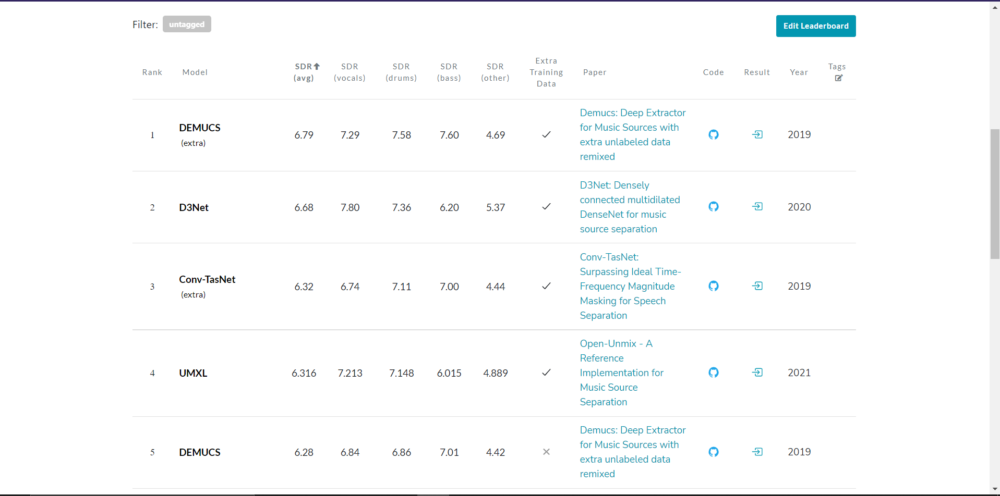 Filter: untagged
Edit Leaderboard
Rank Model SDR (avg) SDR (vocals) SDR (drums) SDR (bass) SDR (other) Extra Training Data Paper Code Result Year Tags
1 DEMUCS (extra) 6.79 7.29 7.58 7.60 4.69 ✓ Demucs: Deep Extractor
for Music Sources with
extra unlabeled data
remixed
2019
2 D3Net 6.68 7.80 7.36 6.20 5.37 ✓ D3Net: Densely
connected multidilated
DenseNet for music
source separation
2020
3 Conv-TasNet (extra) 6.32 6.74 7.11 7.00 4.44 ✓ Conv-TasNet:
Surpassing Ideal Time-
Frequency Magnitude
Masking for Speech
Separation
2019
4 UMXL 6.316 7.213 7.148 6.015 4.889 ✓ Open-Unmix - A
Reference
Implementation for
Music Source
Separation
2021
5 DEMUCS 6.28 6.84 6.86 7.01 4.42 ✕ Demucs: Deep Extractor
for Music Sources with
extra unlabeled data
remixed
2019